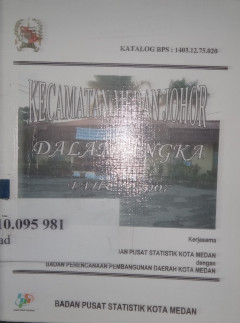 KATALOG BPS : 1403.12.75.020
KECAMATAN MEDAN JOHOR
DALAM ANGKA
10.095 981
ad
Kerjasama
BADAN PUSAT STATISTIK KOTA MEDAN
dengan
BADAN PERENCANAAN PEMBANGUNAN DAERAH KOTA MEDAN
BADAN PUSAT STATISTIK KOTA MEDAN